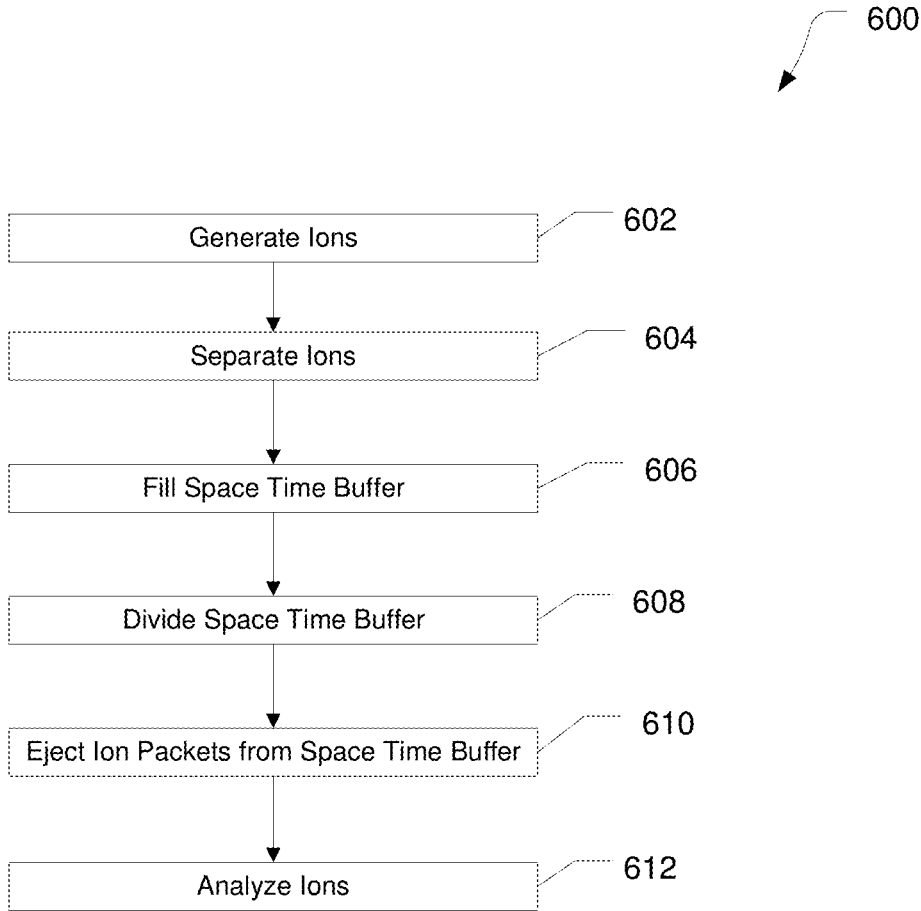 600
Generate Ions
602
Separate Ions
604
Fill Space Time Buffer
606
Divide Space Time Buffer
608
Eject Ion Packets from Space Time Buffer
610
Analyze Ions
612